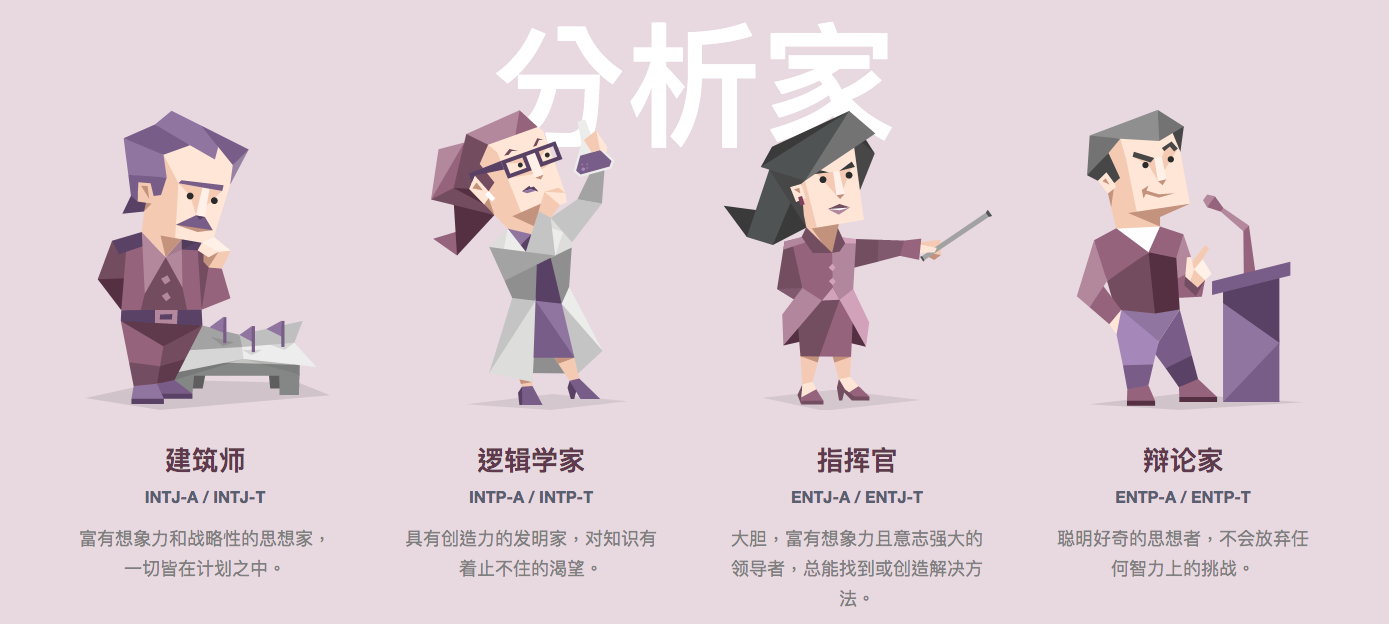 分析家
建筑师
INTJ-A / INTJ-T
富有想象力和战略性的思想家，
一切皆在计划之中。
逻辑学家
INTP-A / INTP-T
具有创造力的发明家，对知识有
着止不住的渴望。
指挥官
ENTJ-A / ENTJ-T
大胆，富有想象力且意志强大的
领导者，总能找到或创造解决方
法。
辩论家
ENTP-A / ENTP-T
聪明好奇的思想者，不会放弃任
何智力上的挑战。